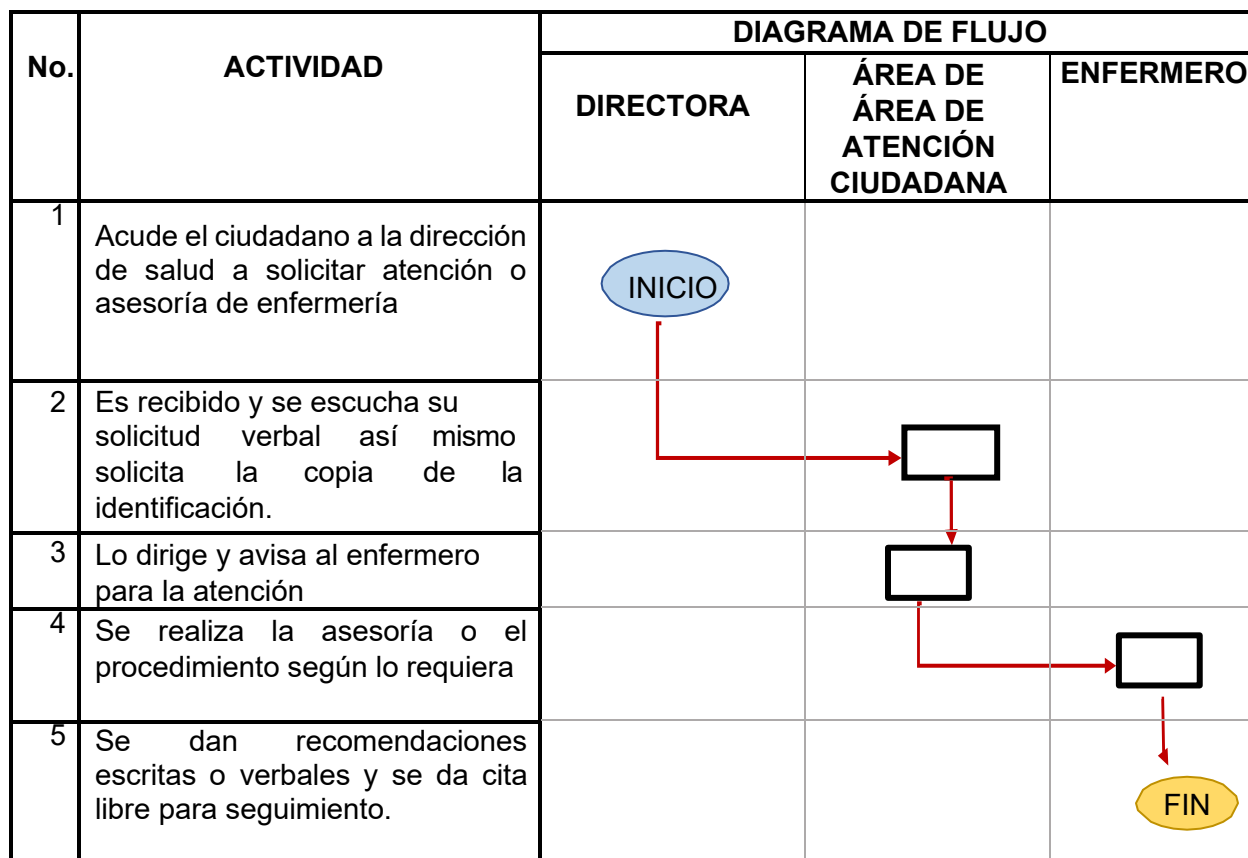 No.
ACTIVIDAD
DIAGRAMA DE FLUJO
DIRECTORA
ÁREA DE
ÁREA DE
ATENCIÓN
CIUDADANA
ENFERMERO
1
Acude el ciudadano a la dirección
de salud a solicitar atención o
asesoría de enfermería
INICIO
2
Es recibido y se escucha su
solicitud verbal así mismo
solicita la copia de la
identificación.
3
Lo dirige y avisa al enfermero
para la atención
4
Se realiza la asesoría o el
procedimiento según lo requiera
5
Se dan recomendaciones
escritas o verbales y se da cita
libre para seguimiento.
FIN